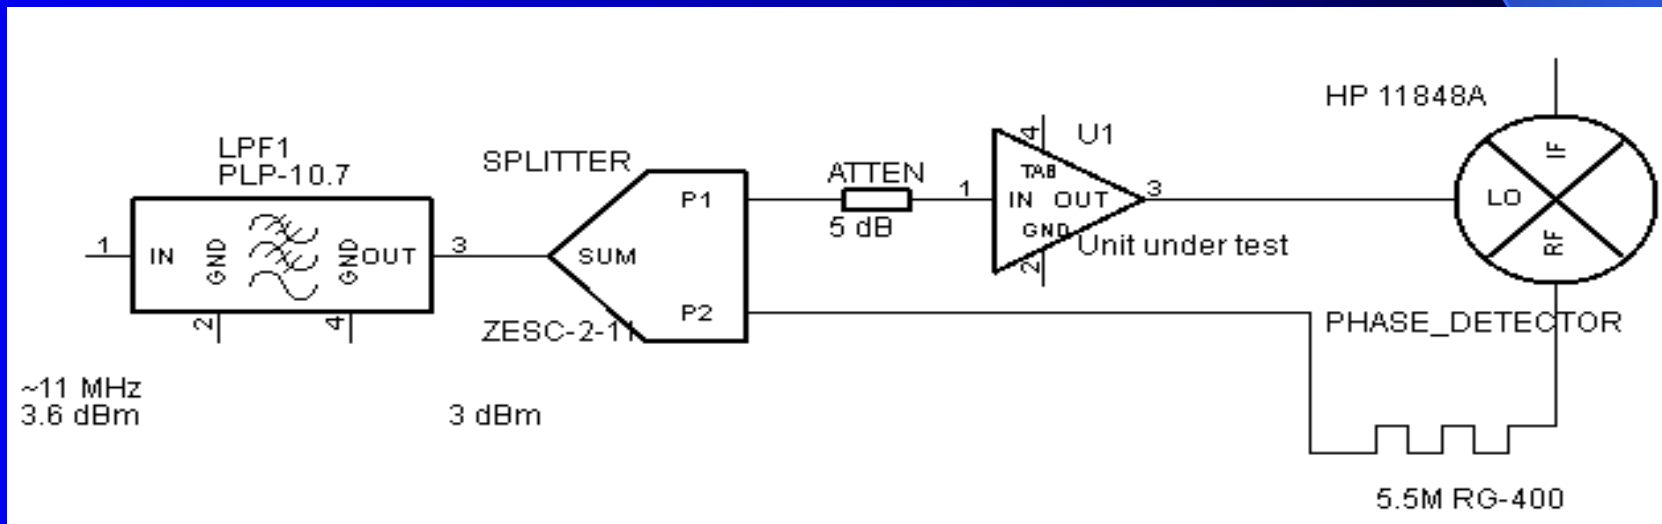 HP 11848A
LPF1
PLP-10.7
SPLITTER
ATTEN
5 dB
U1
4
TAB
1
IN OUT
3
GND
2
Unit under test
P1
SUM
P2
ZESC-2-11
1
IN
GND
GND
OUT
3
2
4
IF
LO
RF
PHASE_DETECTOR
~11 MHz
3.6 dBm
3 dBm
5.5M RG-400